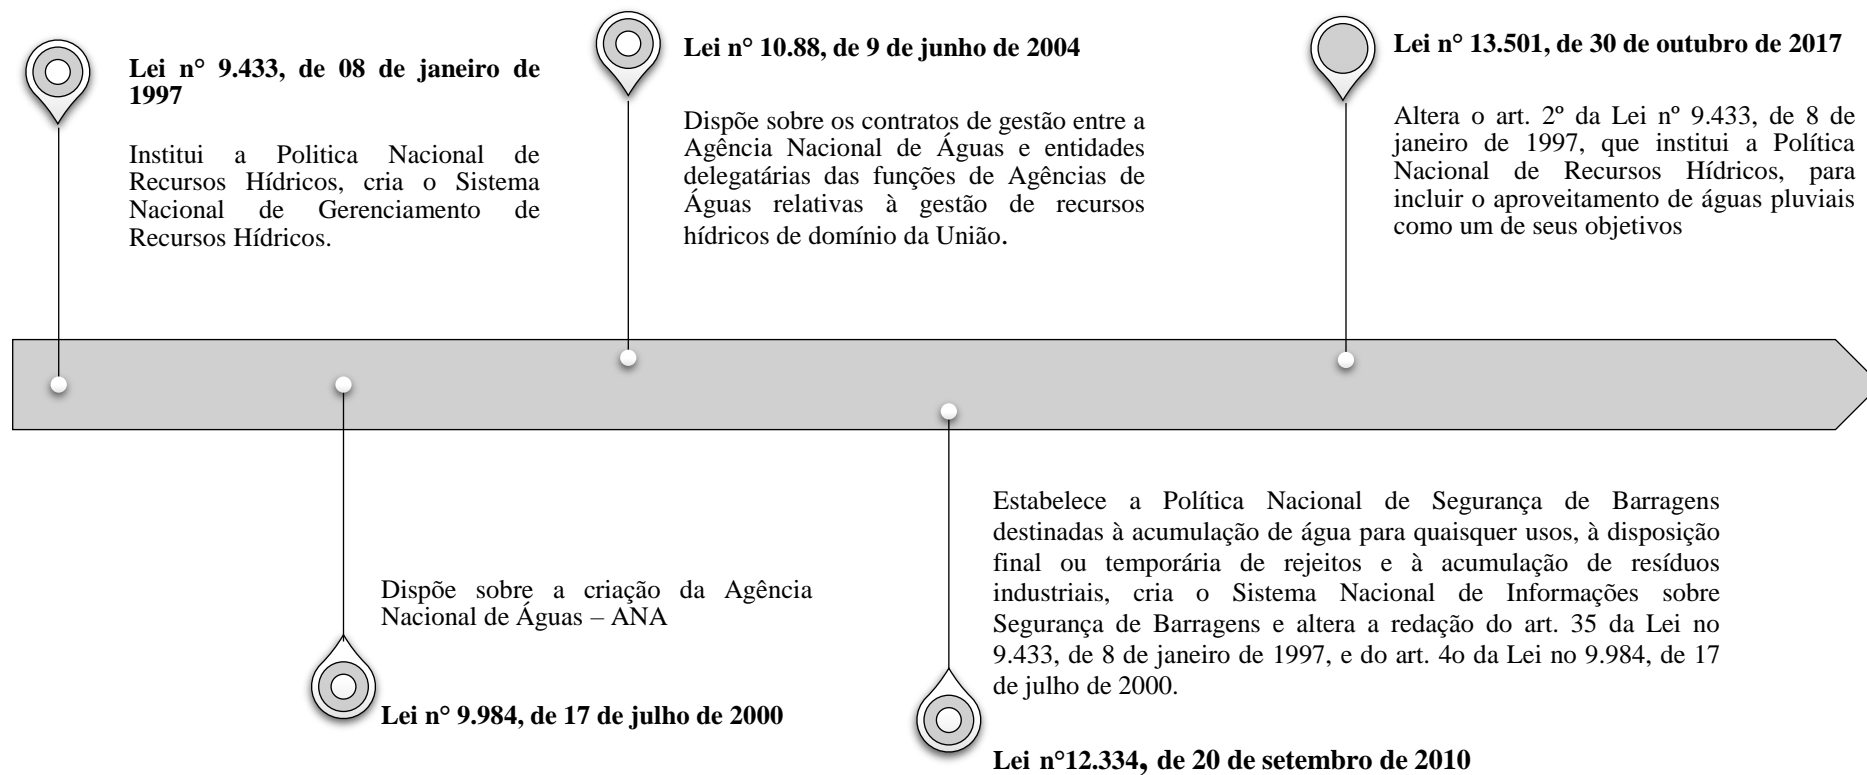 Lei n° 9.433, de 08 de janeiro de
1997
Institui a Politica Nacional de
Recursos Hídricos, cria o Sistema
Nacional de Gerenciamento de
Recursos Hídricos.
Lei n° 10.88, de 9 de junho de 2004
Dispõe sobre os contratos de gestão entre a
Agência Nacional de Águas e entidades
delegatárias das funções de Agências de
Águas relativas à gestão de recursos
hídricos de domínio da União.
Lei n° 13.501, de 30 de outubro de 2017
Altera o art. 2º da Lei nº 9.433, de 8 de
janeiro de 1997, que institui a Política
Nacional de Recursos Hídricos, para
incluir o aproveitamento de águas pluviais
como um de seus objetivos
Dispõe sobre a criação da Agência
Nacional de Águas – ANA
Lei n° 9.984, de 17 de julho de 2000
Estabelece a Política Nacional de Segurança de Barragens
destinadas à acumulação de água para quaisquer usos, à disposição
final ou temporária de rejeitos e à acumulação de resíduos
industriais, cria o Sistema Nacional de Informações sobre
Segurança de Barragens e altera a redação do art. 35 da Lei no
9.433, de 8 de janeiro de 1997, e do art. 4o da Lei no 9.984, de 17
de julho de 2000.
Lei n°12.334, de 20 de setembro de 2010